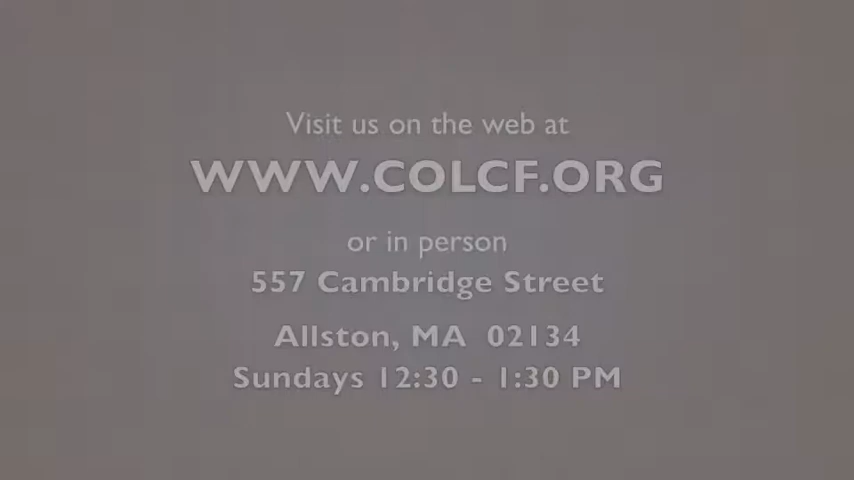 Visit us on the web at
WWW.COLCF.ORG
or in person
557 Cambridge Street
Allston, MA 02134
Sundays 12:30 - 1:30 PM